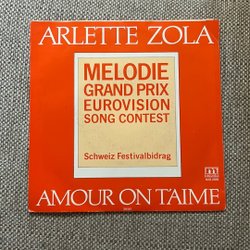 ARLETTE ZOLA
MELODIE
GRAND PRIX
EUROVISION
SONG CONTEST
Schweiz Festivalbidrag
AMOUR ON T'AIME